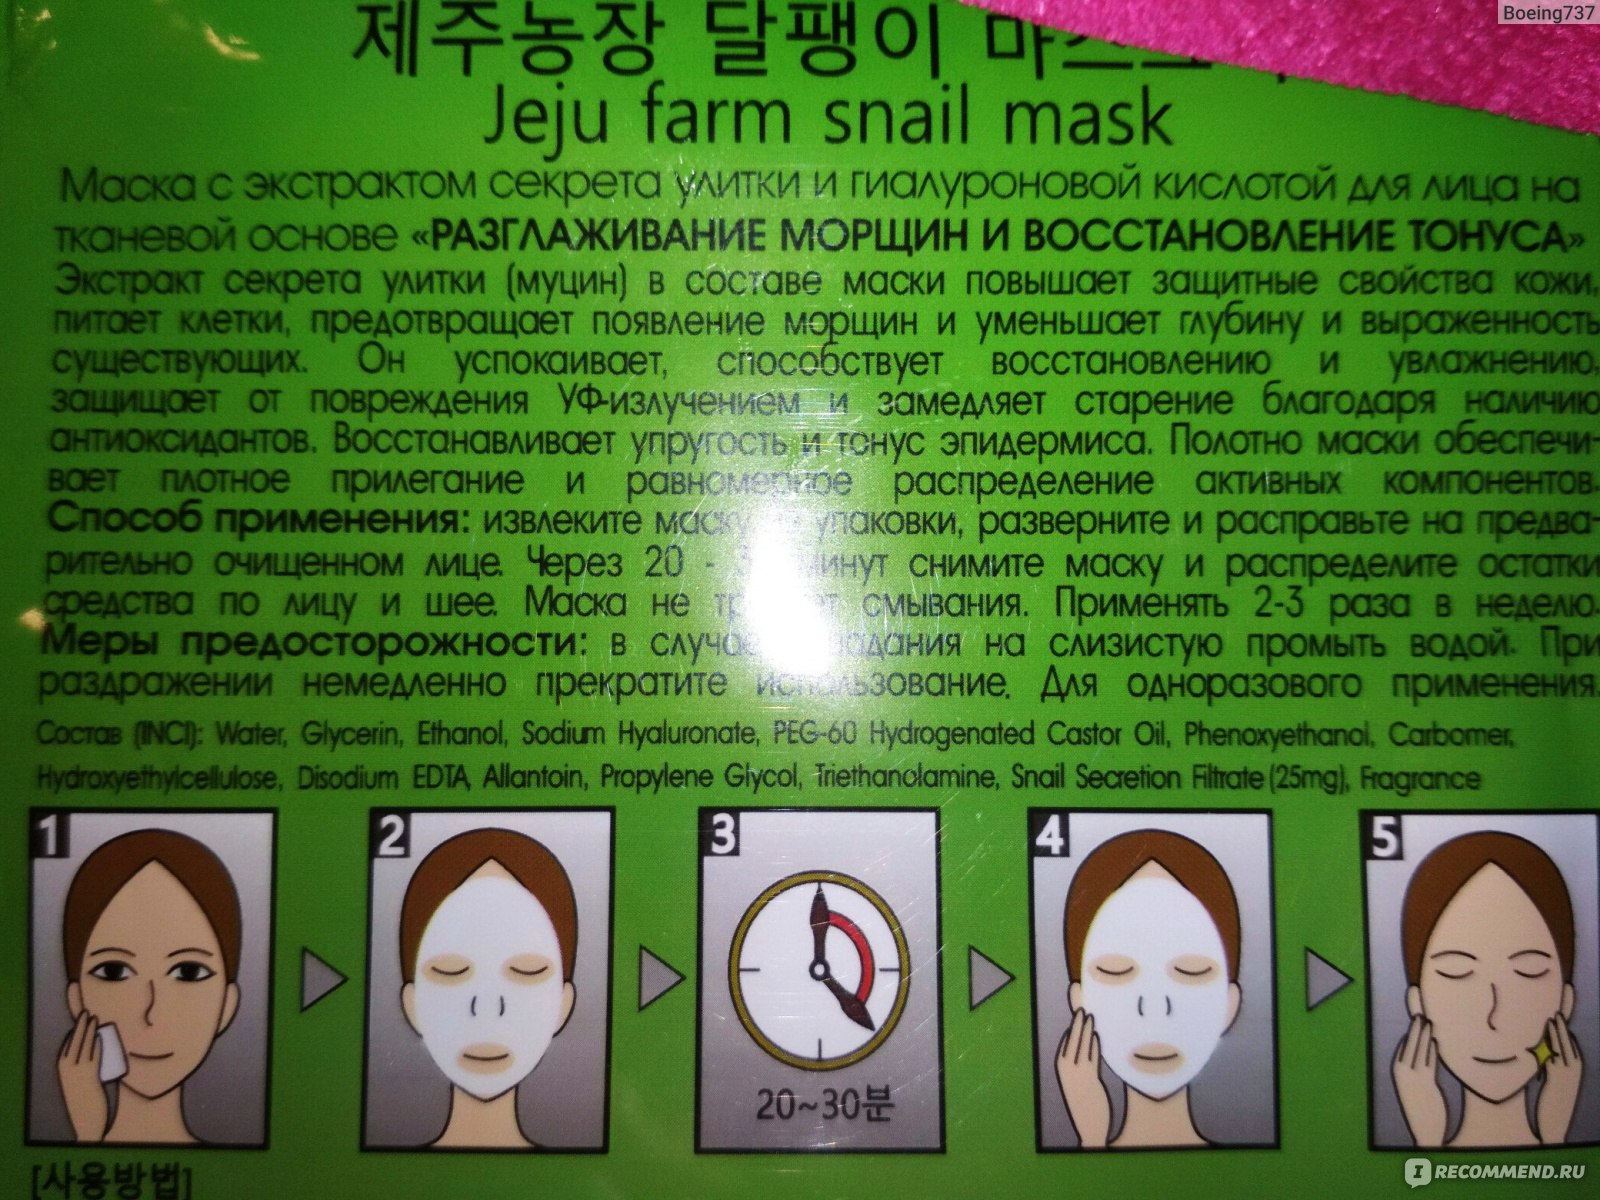 Boeing737
제주농장 달팽이
Jeju farm snail mask
Маска с экстрактом секрета улитки и гиалуроновой кислотой для лица на
тканевой основе «РАЗГЛАЖИВАНИЕ МОРЩИН И ВОССТАНОВЛЕНИЕ ТОНУСА»
Экстракт секрета улитки (муцин) в составе маски повышает защитные свойства кожи,
питает клетки, предотвращает появление морщин и уменьшает глубину и выраженность
существующих. Он успокаивает, способствует восстановлению и увлажнению,
защищает от повреждения УФ-излучением и замедляет старение благодаря наличию
антиоксидантов. Восстанавливает упругость и тонус эпидермиса. Полотно маски обеспечи-
вает плотное прилегание и равномерное распределение активных компонентов.
Способ применения: извлеките маску упаковки, разверните и расправьте на предва-
рительно очищенном лице. Через 20 - минут снимите маску и распределите остатки
средства по лицу и шее. Маска не смывания. Применять 2-3 раза в неделю.
Меры предосторожности: в случае на слизистую промыть водой. При
раздражении немедленно прекратите использование. Для одноразового применения.
Состав (INCI): Water, Glycerin, Ethanol, Sodium Hyaluronate, PEG-60 Hydrogenated Castor Oil, Phenoxyethanol, Carbomer,
Hydroxyethylcellulose, Disodium EDTA, Allantoin, Propylene Glycol, Triethanolamine, Snail Secretion Filtrate (25mg), Fragrance
1 2 3 4 5
20~30분
[사용방법]
IRECOMMEND.RU